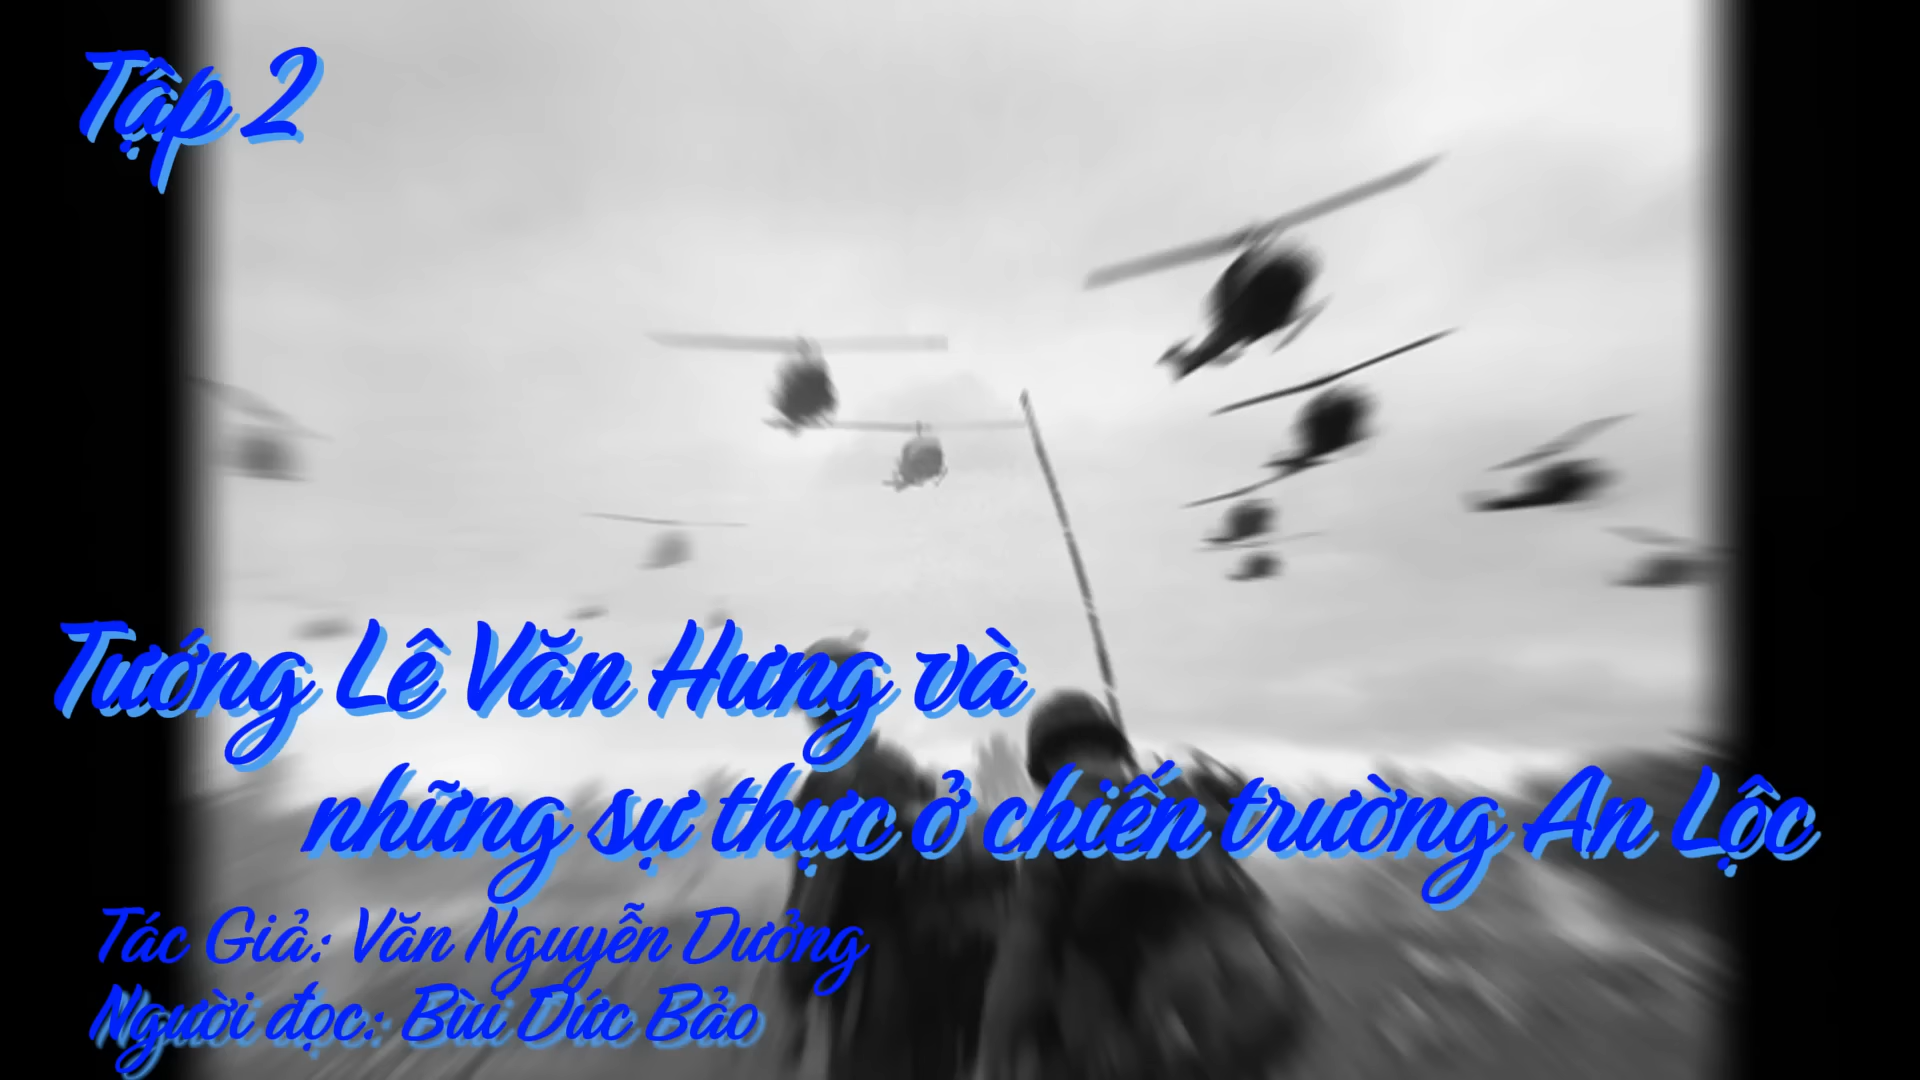 Tập 2
Tướng Lê Văn Hưng và
những sự thực ở chiến trường An Lộc
Tác Giả: Văn Nguyễn Dưỡng
Người đọc: Bùi Dức Bảo